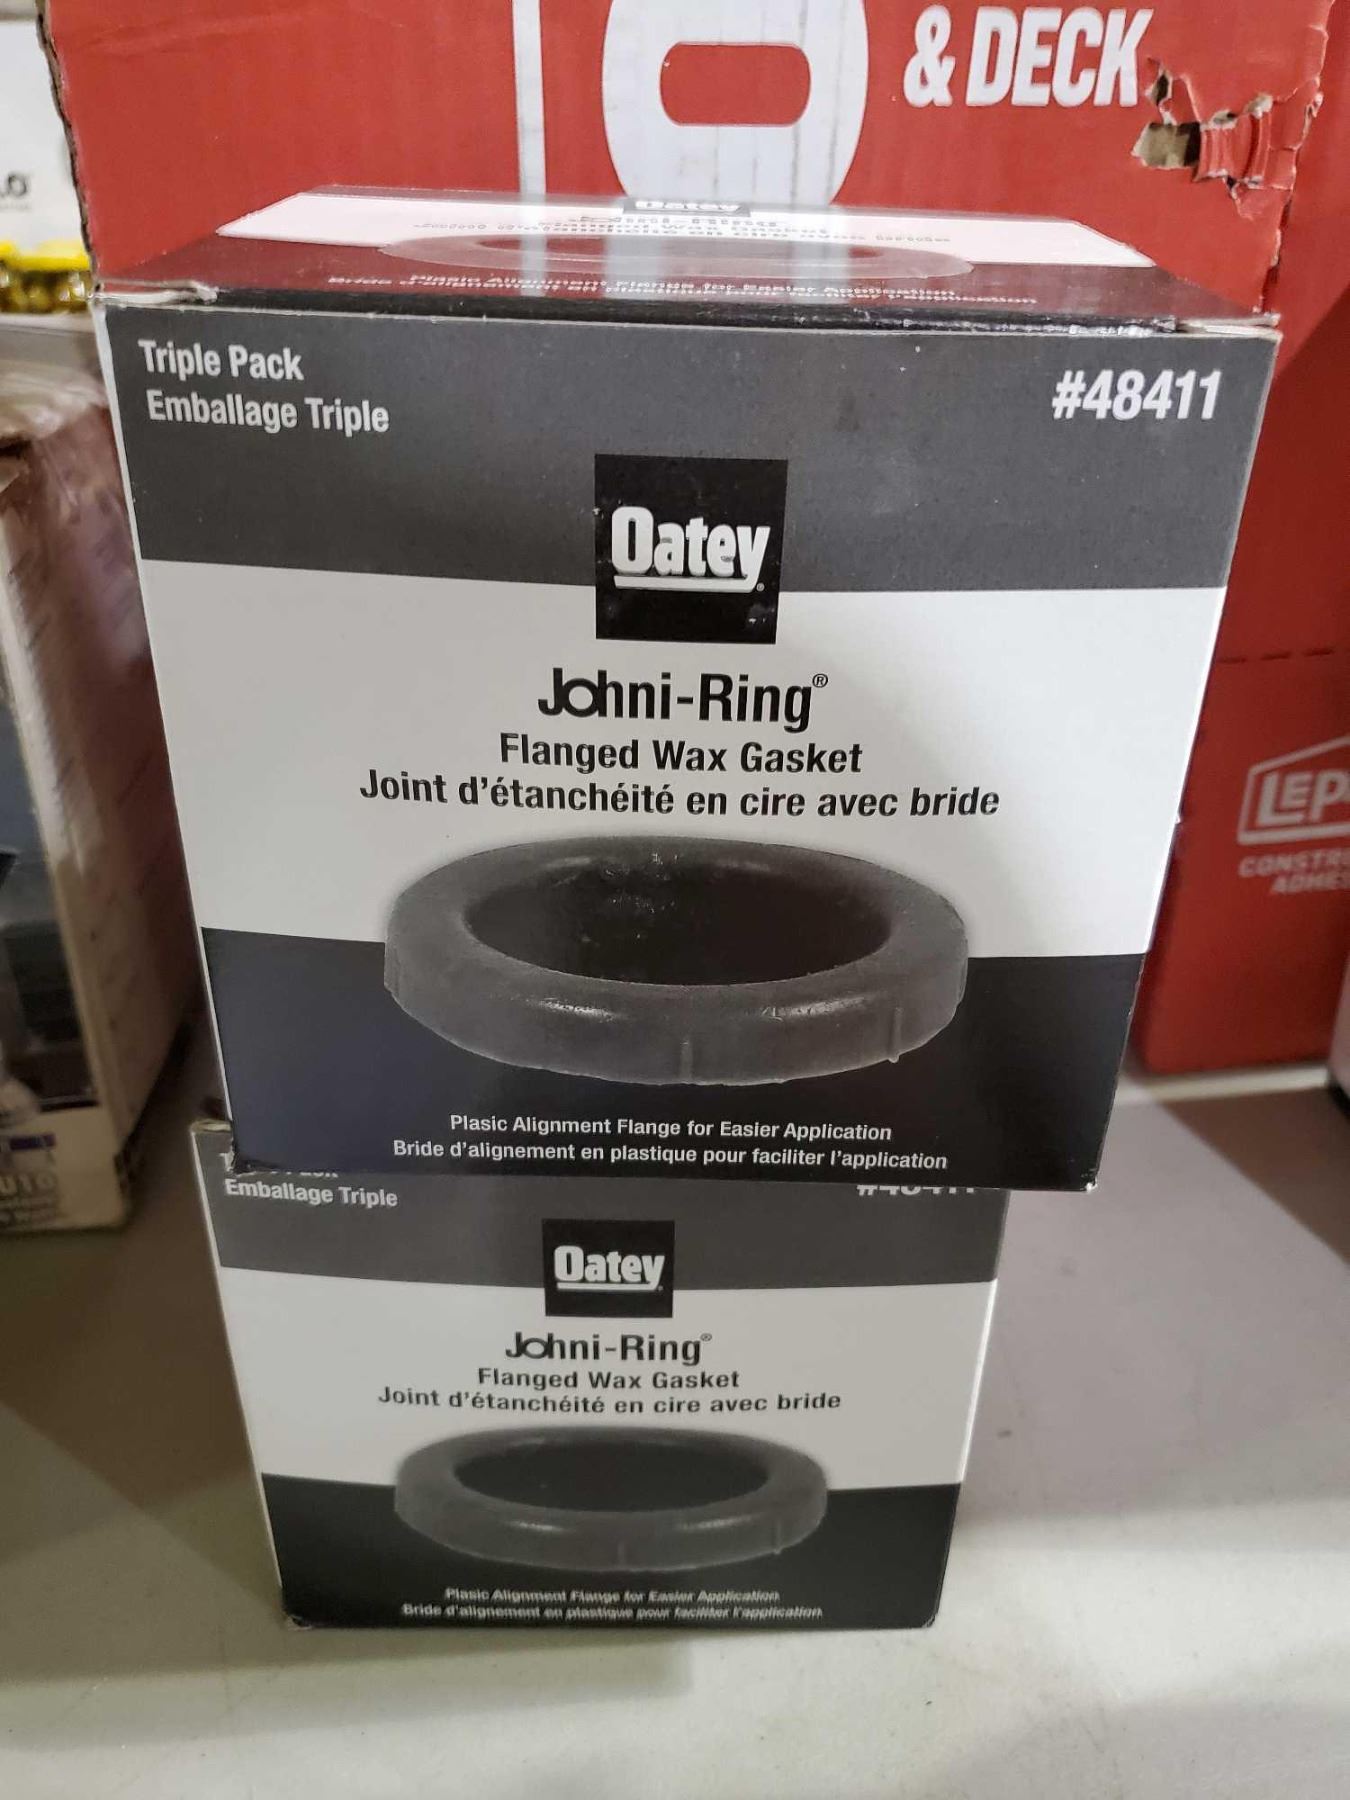 & DECK
Oatey
Triple Pack
Emballage Triple
#48411
Oatey
Johni-Ring®
Flanged Wax Gasket
Joint d'étanchéité en cire avec bride
Plasic Alignment Flange for Easier Application
Bride d'alignement en plastique pour faciliter l'application
Emballage Triple
Oatey
Johni-Ring®
Flanged Wax Gasket
Joint d'étanchéité en cire avec bride
Plasic Alignment Flange for Easier Application
Bride d'alignement en plastique pour faciliter l'application